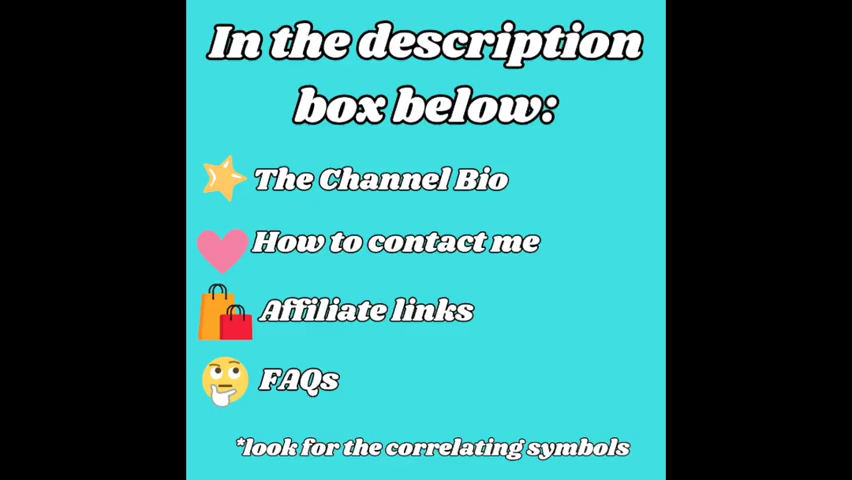 In the description
box below:
The Channel Bio
How to contact me
Affiliate links
FAQs
*look for the correlating symbols